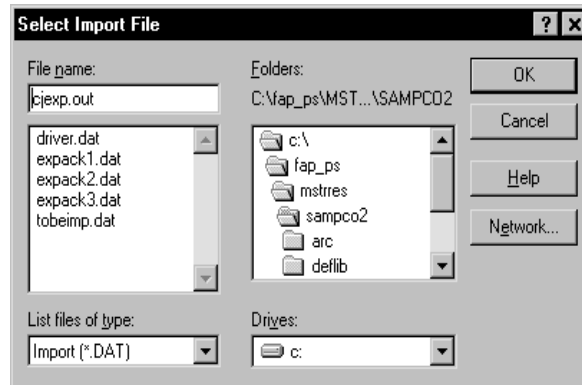 Select Import File
File name:
cjexp.out
driver.dat
expack1.dat
expack2.dat
expack3.dat
tobeimp.dat
List files of type:
Import (*.DAT)
Folders:
C:\fap_ps\MST...\SAMPCO2
c:\
fap_ps
mstrres
sampco2
arc
deflib
Drives:
c:
OK
Cancel
Help
Network...